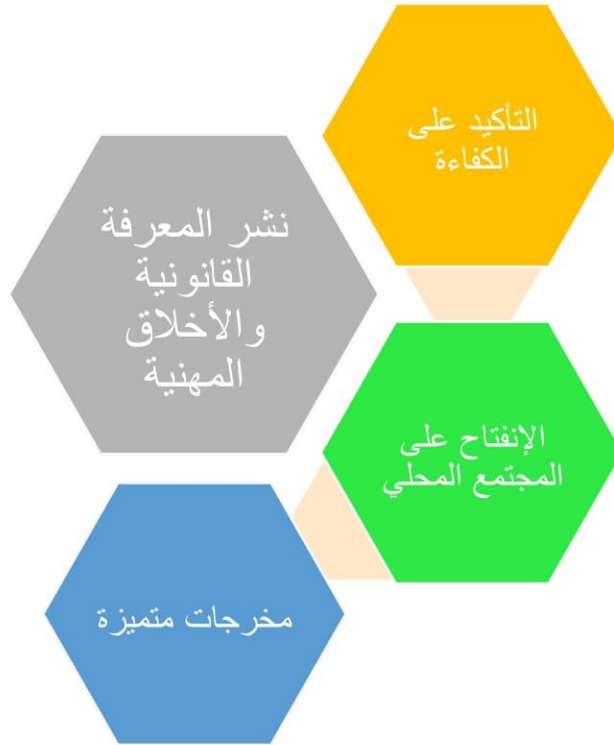 التأكيد على
الكفاءة
نشر المعرفة
القانونية
والأخلاق
المهنية
الإنفتاح على
المجتمع المحلي
مخرجات متميزة